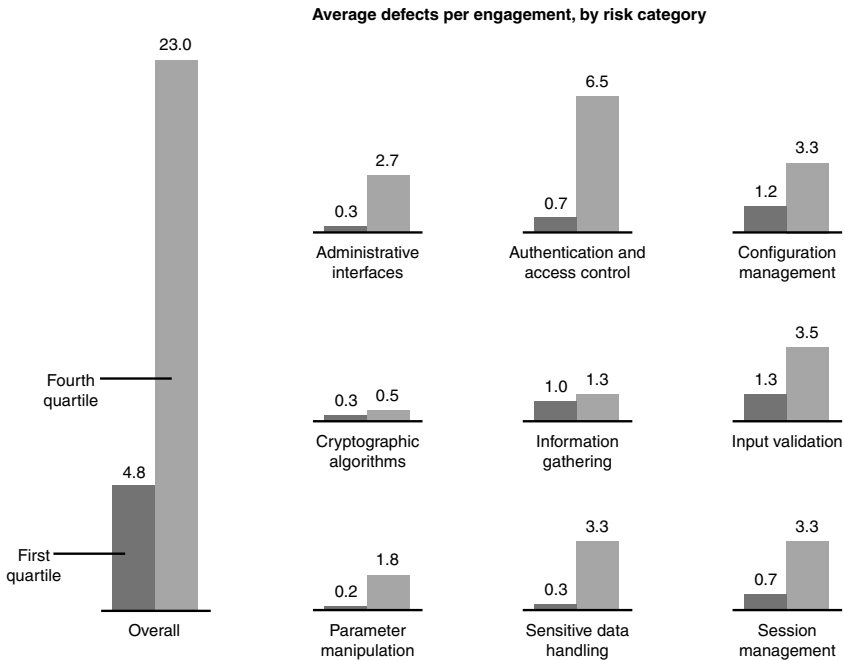 Average defects per engagement, by risk category
23.0
Fourth
quartile
4.8
First
quartile
Overall
0.3
2.7
Administrative
interfaces
0.7
6.5
Authentication and
access control
1.2
3.3
Configuration
management
0.3
0.5
Cryptographic
algorithms
1.0
1.3
Information
gathering
1.3
3.5
Input validation
0.2
1.8
Parameter
manipulation
0.3
3.3
Sensitive data
handling
0.7
3.3
Session
management